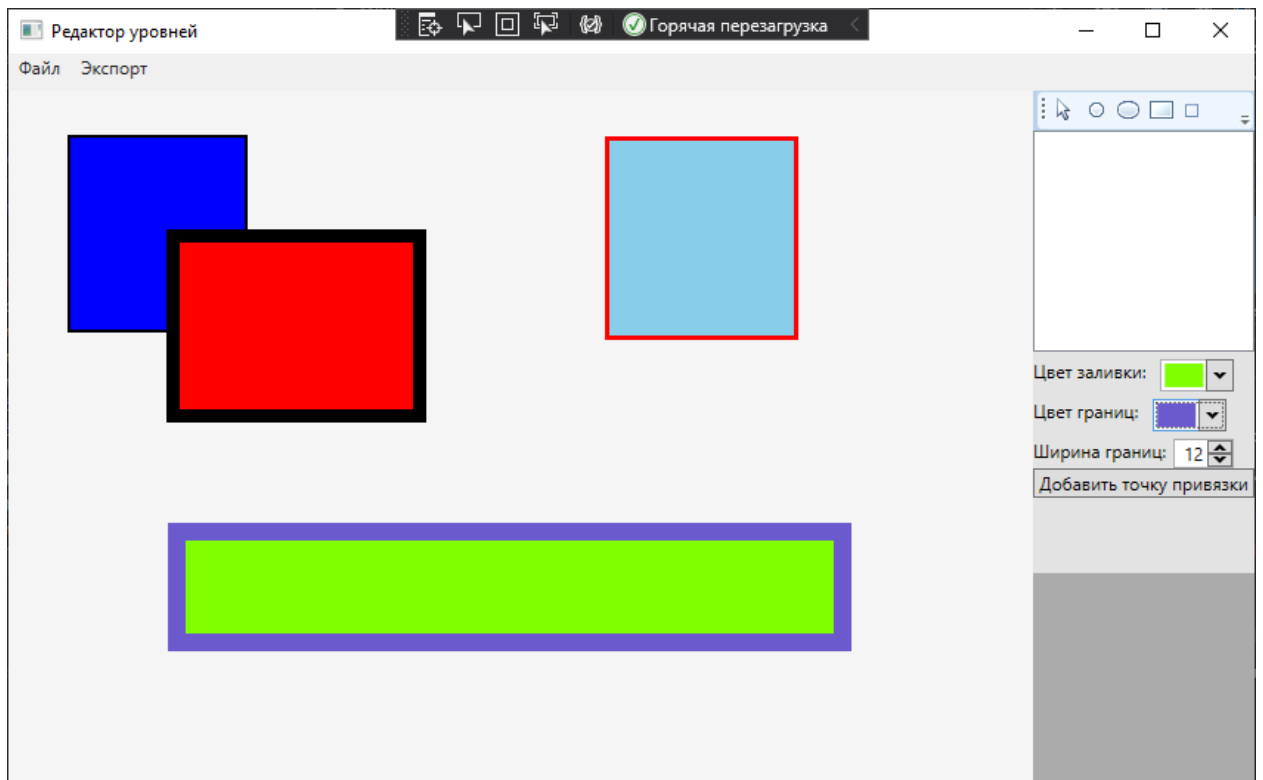 Редактор уровней
Горячая перезагрузка
Файл Экспорт
Цвет заливки:
Цвет границ:
Ширина границ: 12
Добавить точку привязки